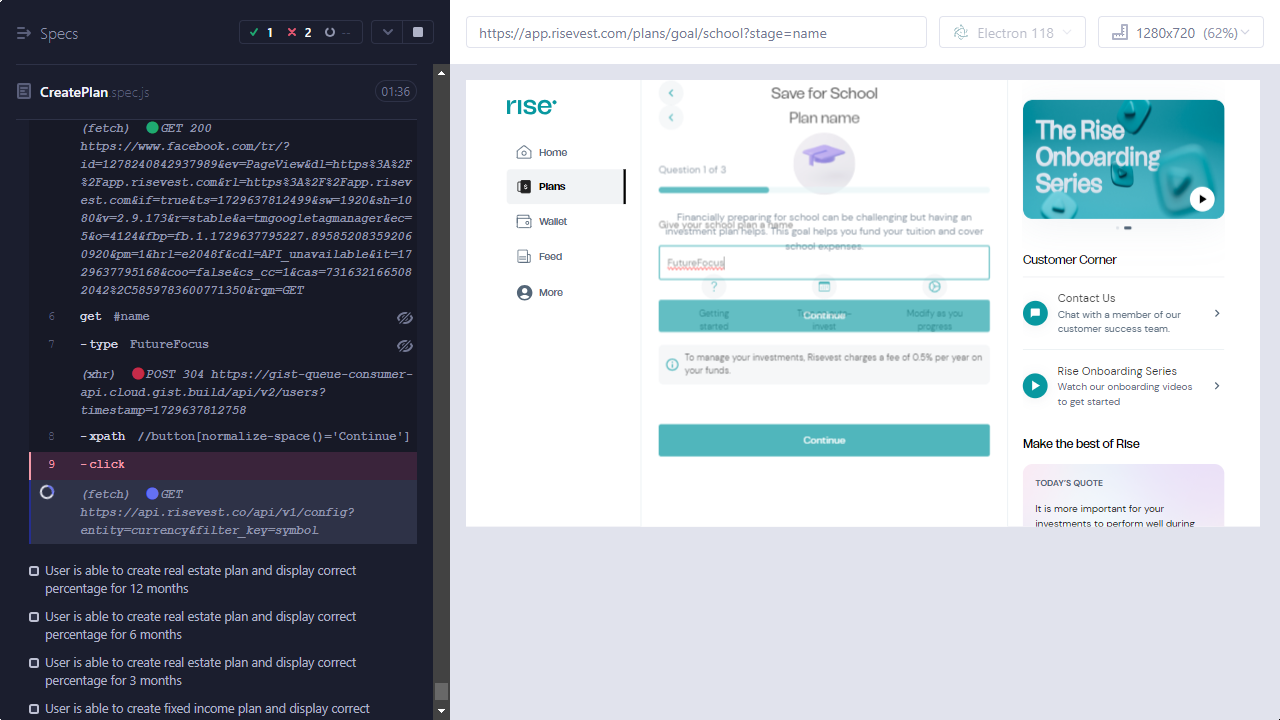 Specs
1
2
--
CreatePlan.spec.js
01:36
(fetch) GET 200
https://www.facebook.com/tr/?
id=1278240842937989&ev=PageView&dl=https%3A%2F
%2Fapp.risevest.com&rl=https%3A%2F%2Fapp.risev
est.com&if=true&ts=1729637812499&sw=1920&sh=10
80&v=2.9.173&r=stable&a=tmgoogletagmanager&ec=
2&o=4124&fbp=fb.1.1729637795227.89585208359206
0920&pm=1&hrl=e2048f&cdl=API_unavailable&it=17
29637795168&coo=false&cs_cc=1&cas=731632166508
2042%2C5859783600771350&rqm=GET
6 get #name
7 -type FutureFocus
(xhr) POST 304 https://gist-queue-consumer-
api.cloud.gist.build/api/v2/users?
timestamp=1729637812758
8 -xpath //button[normalize-space()='Continue']
9 -click
(fetch) GET
https://api.risevest.co/api/v1/config?
entity=currency&filter_key=symbol
User is able to create real estate plan and display correct
percentage for 12 months
User is able to create real estate plan and display correct
percentage for 6 months
User is able to create real estate plan and display correct
percentage for 3 months
User is able to create fixed income plan and display correct
https://app.risevest.com/plans/goal/school?stage=name
Electron 118
1280x720 (62%)
rise
Home
Plans
Wallet
Feed
More
Save for School
Plan name
Question 1 of 3
Financially preparing for school can be challenging but having an
Give your school plan a name
investment plan helps. This goal helps you fund your tuition and cover
school expenses.
FutureFocus
Getting
started
Continue
Modify as you
progress
To manage your investments, Risevest charges a fee of 0.5% per year on
your funds.
Continue
The Rise
Onboarding
Series
Customer Corner
Contact Us
Chat with a member of our
customer success team.
Rise Onboarding Series
Watch our onboarding videos
to get started
Make the best of Rise
TODAY'S QUOTE
It is more important for your
investments to perform well during